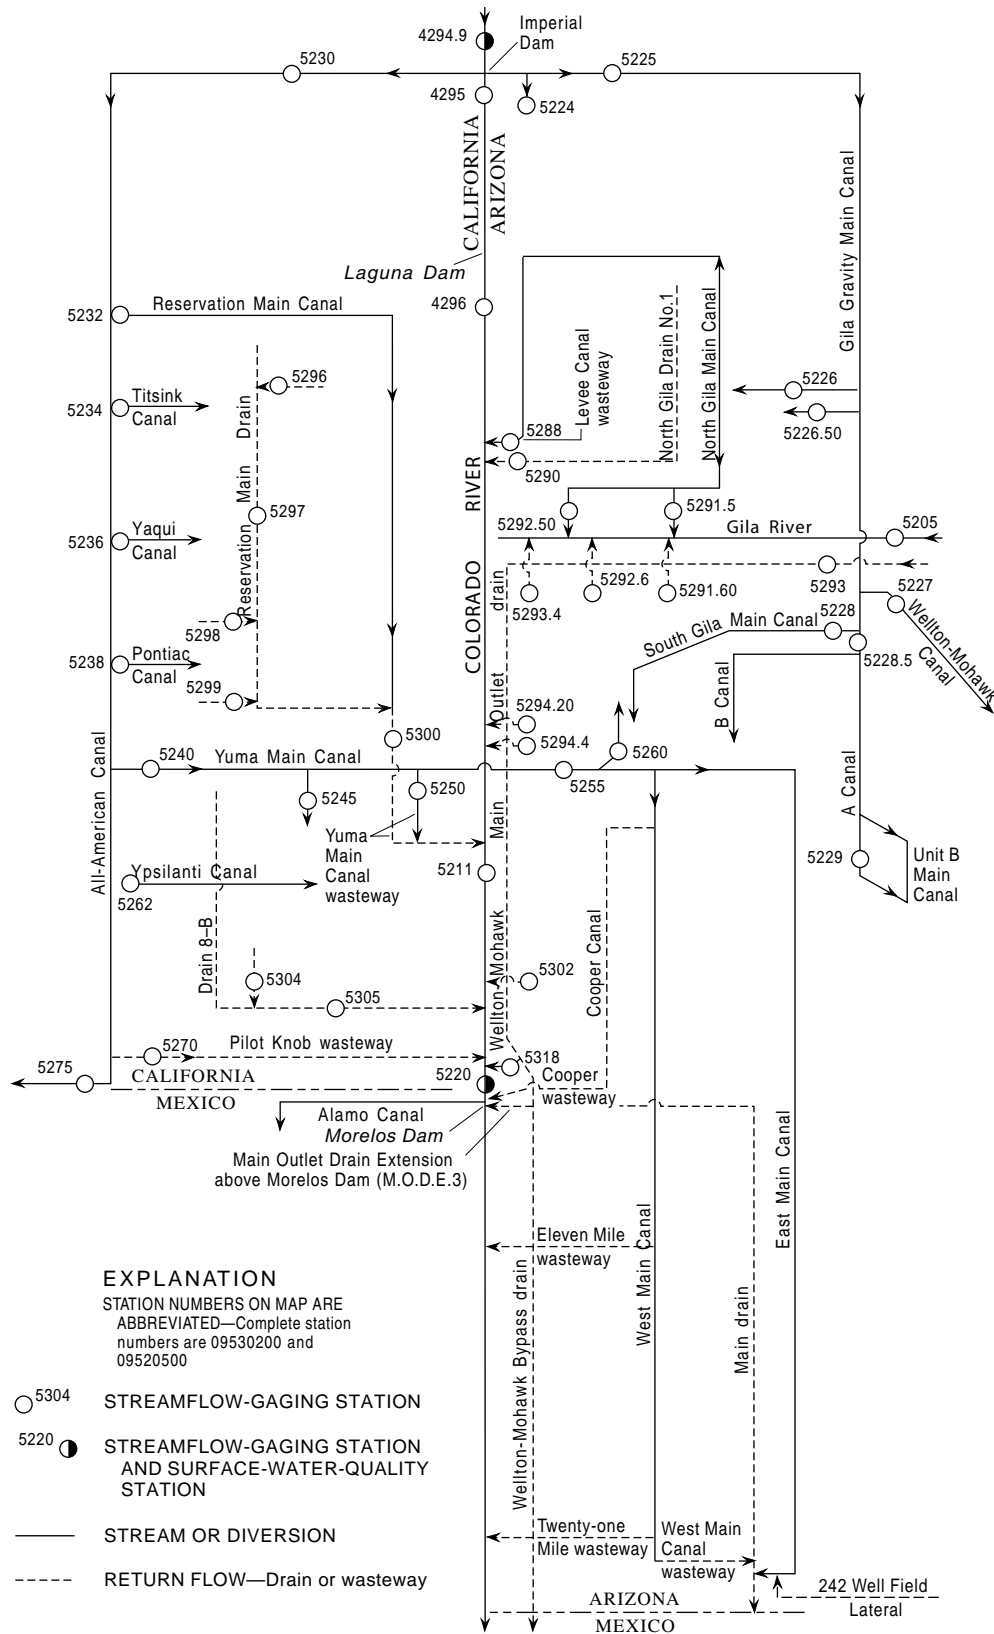 4294.9
Imperial
Dam
5230
5225
4295
5224
CALIFORNIA
ARIZONA
Gila Gravity Main Canal
Laguna Dam
4296
5232
Reservation Main Canal
North Gila Drain No.1
North Gila Main Canal
Levee Canal
wasteway
5296
5226
5234
Titsink
Canal
Reservation Main Drain
5226.50
5288
5290
COLORADO RIVER
5297
5292.50
5291.5
Gila River
5205
5236
Yaqui
Canal
5293
5227
5293.4
5292.6
5291.60
5228
Wellton-Mohawk
Canal
5298
South Gila Main Canal
5228.5
5238
Pontiac
Canal
5299
B Canal
Wellton-Mohawk Main Outlet drain
5294.20
5300
5294.4
5260
All-American Canal
5240
Yuma Main Canal
5255
5245
5250
A Canal
Yuma
Main
Canal
wasteway
5211
5229
Unit B
Main
Canal
Ypsilanti Canal
5262
Drain 8–B
Cooper Canal
5304
5302
5305
5270
Pilot Knob wasteway
5318
5275
CALIFORNIA
MEXICO
5220
Cooper
wasteway
Alamo Canal
Morelos Dam
Main Outlet Drain Extension
above Morelos Dam (M.O.D.E.3)
East Main Canal
Eleven Mile
wasteway
West Main Canal
Wellton-Mohawk Bypass drain
Main drain
EXPLANATION
STATION NUMBERS ON MAP ARE
ABBREVIATED—Complete station
numbers are 09530200 and
09520500
5304
STREAMFLOW-GAGING STATION
5220
STREAMFLOW-GAGING STATION
AND SURFACE-WATER-QUALITY
STATION
STREAM OR DIVERSION
RETURN FLOW—Drain or wasteway
Twenty-one
Mile wasteway
West Main
Canal
wasteway
242 Well Field
Lateral
ARIZONA
MEXICO